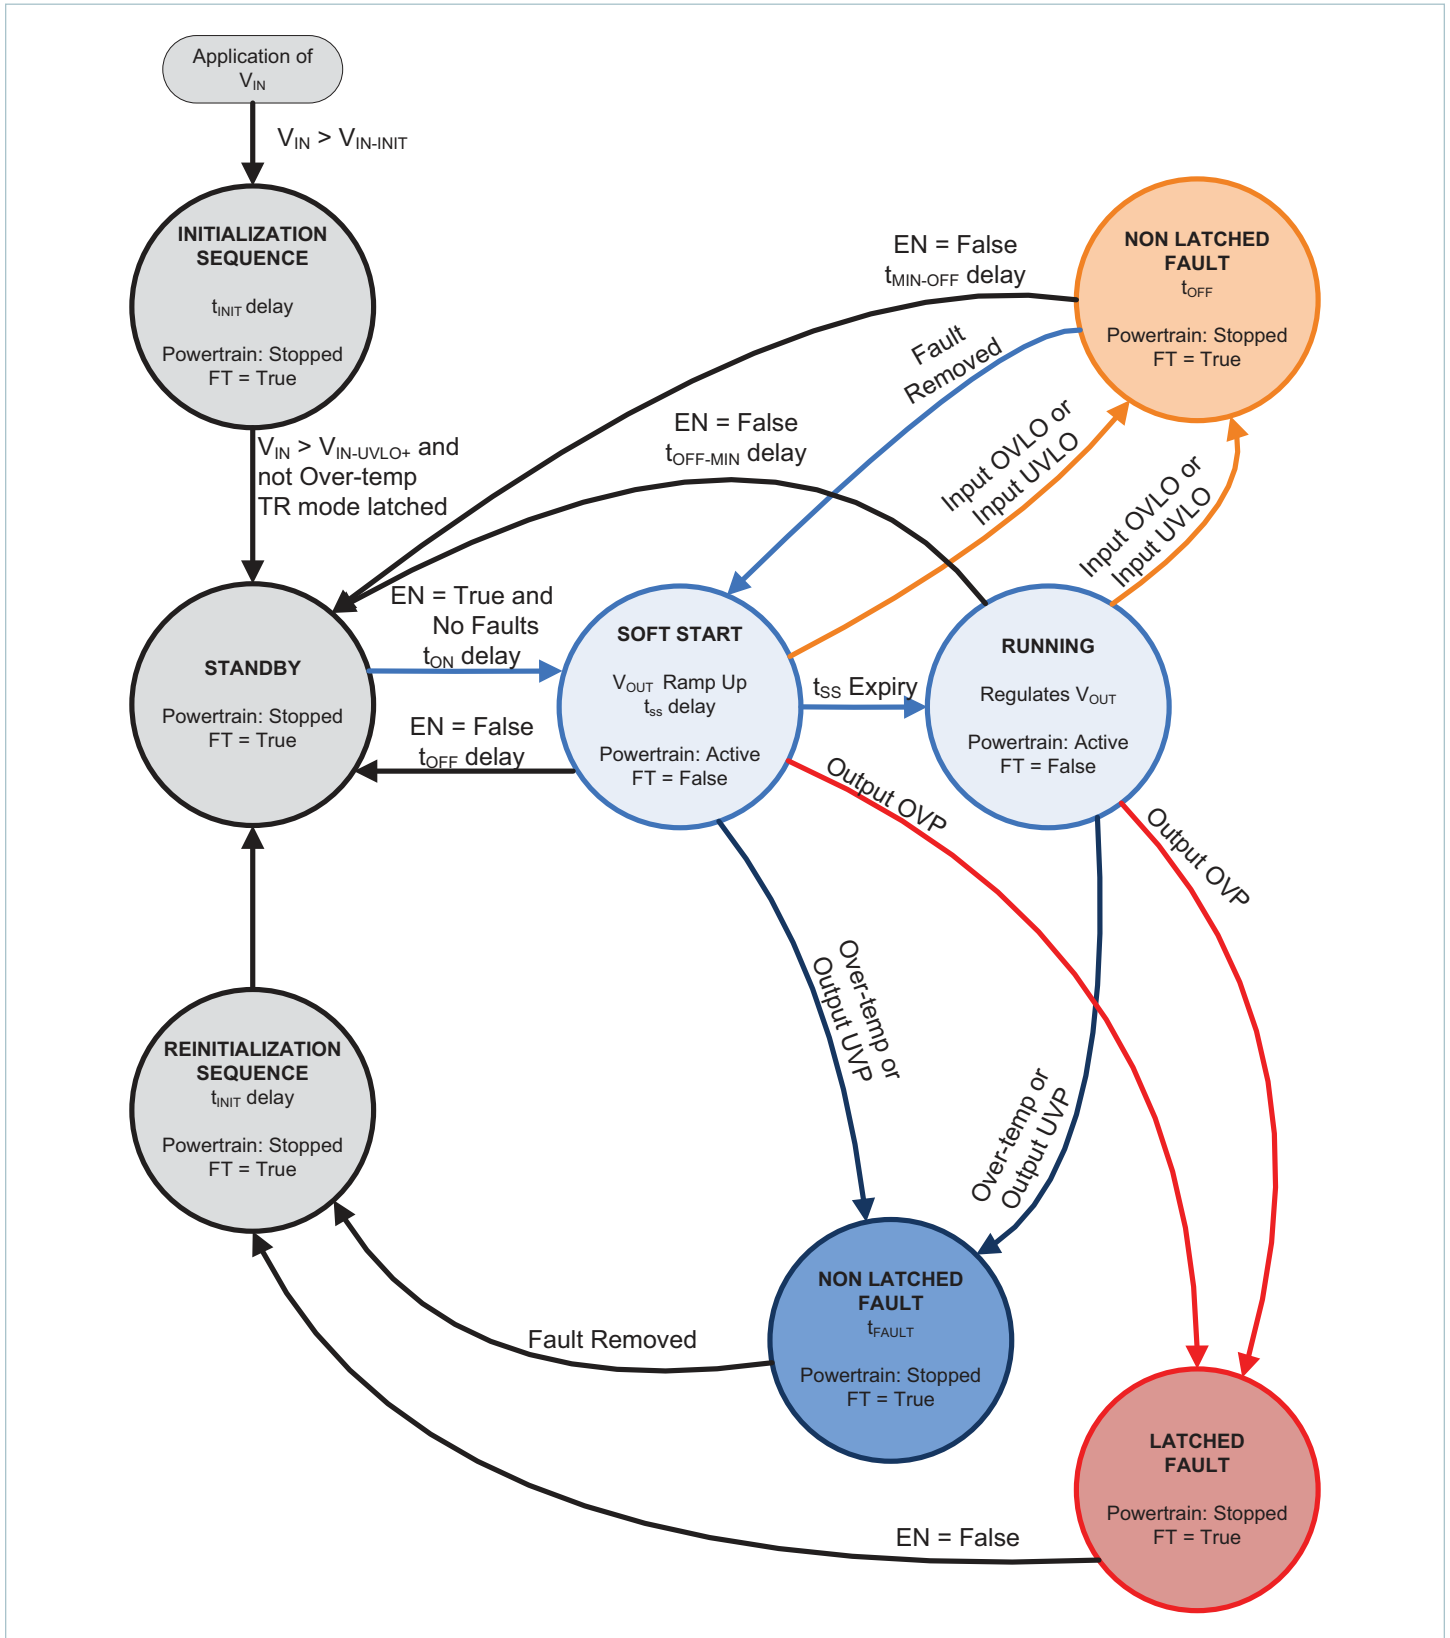 Application of
VIN
VIN > VIN-INIT
INITIALIZATION
SEQUENCE
tINIT delay
Powertrain: Stopped
FT = True
VIN > VIN-UVLO+ and
not Over-temp
TR mode latched
EN = False
tMIN-OFF delay
NON LATCHED
FAULT
tOFF
Powertrain: Stopped
FT = True
Fault
Removed
EN = False
tOFF-MIN delay
Input OVLO or
Input UVLO
Input OVLO or
Input UVLO
STANDBY
Powertrain: Stopped
FT = True
EN = True and
No Faults
tON delay
EN = False
tOFF delay
SOFT START
VOUT Ramp Up
tss delay
Powertrain: Active
FT = False
tSS Expiry
RUNNING
Regulates VOUT
Powertrain: Active
FT = False
Output OVP
Output OVP
Over-temp or
Output UVP
Over-temp or
Output UVP
REINITIALIZATION
SEQUENCE
tINIT delay
Powertrain: Stopped
FT = True
Fault Removed
NON LATCHED
FAULT
tFAULT
Powertrain: Stopped
FT = True
EN = False
LATCHED
FAULT
Powertrain: Stopped
FT = True